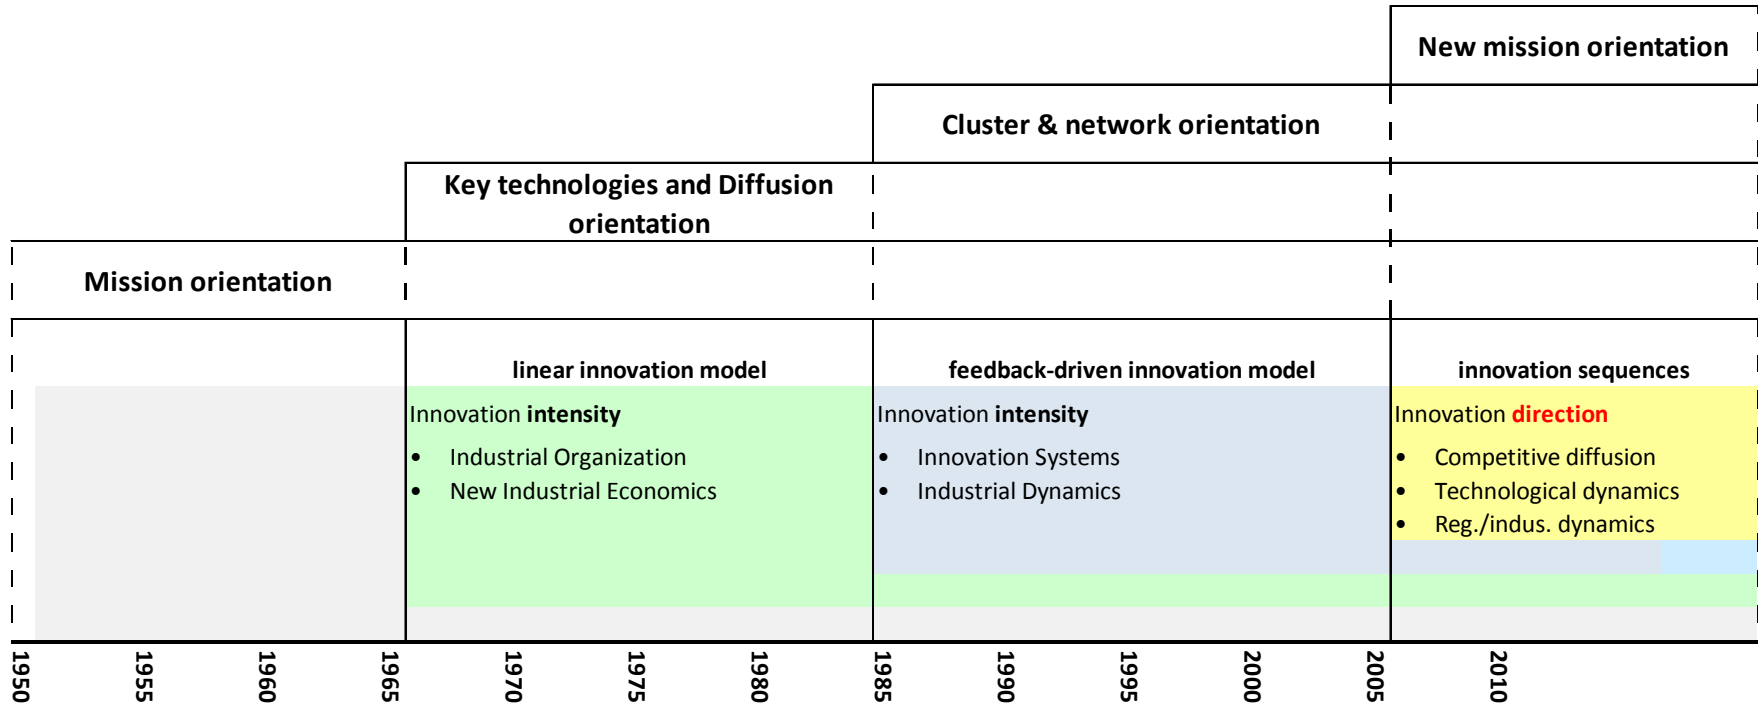 New mission orientation
Cluster & network orientation
Key technologies and Diffusion
orientation
Mission orientation
linear innovation model
feedback-driven innovation model
innovation sequences
Innovation intensity
• Industrial Organization
• New Industrial Economics
Innovation intensity
• Innovation Systems
• Industrial Dynamics
Innovation direction
• Competitive diffusion
• Technological dynamics
• Reg./indus. dynamics
1950
1955
1960
1965
1970
1975
1980
1985
1990
1995
2000
2005
2010